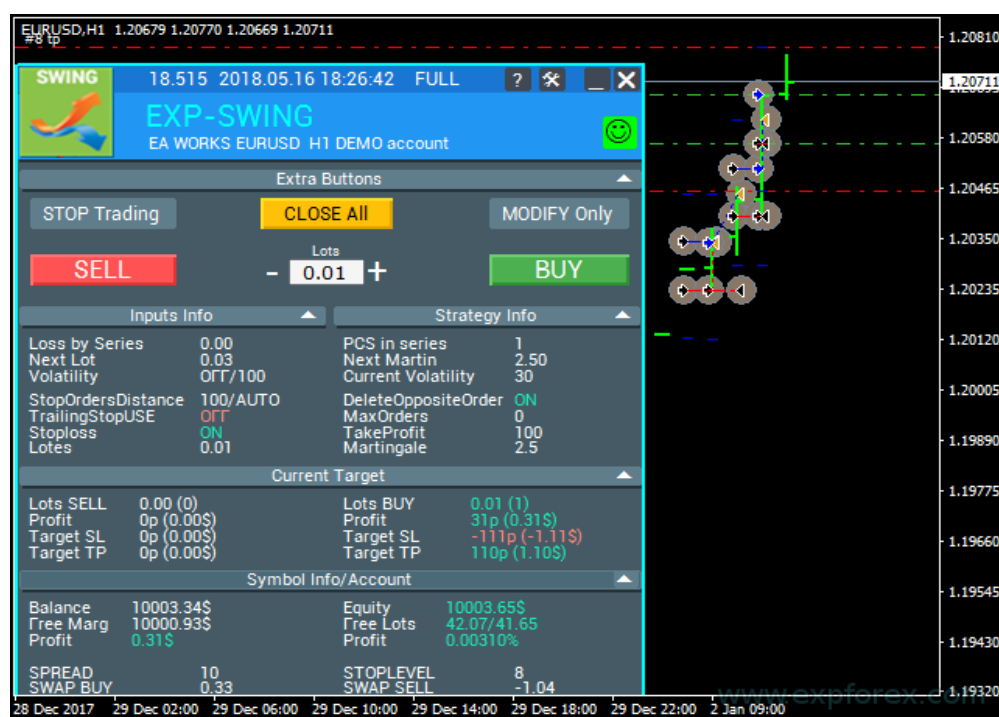 EURUSD,H1 1.20679 1.20770 1.20669 1.20711
#8 tp
SWING 18.515 2018.05.16 18:26:42 FULL ?
EXP-SWING
EA WORKS EURUSD H1 DEMO account
Extra Buttons
STOP Trading CLOSE All MODIFY Only
Lots
SELL - 0.01 + BUY
Inputs Info Strategy Info
Loss by Series 0.00 PCS in series 1
Next Lot 0.03 Next Martin 2.50
Volatility OFF/100 Current Volatility 30
StopOrdersDistance 100/AUTO DeleteOppositeOrder ON
TrailingStopUSE OFF MaxOrders 0
Stoploss ON TakeProfit 100
Lotes 0.01 Martingale 2.5
Current Target
Lots SELL 0.00 (0) Lots BUY 0.01 (1)
Profit 0p (0.00$) Profit 31p (0.31$)
Target SL 0p (0.00$) Target SL -111p (-1.11$)
Target TP 0p (0.00$) Target TP 110p (1.10$)
Symbol Info/Account
Balance 10003.34$ Equity 10003.65$
Free Marg 10000.93$ Free Lots 42.07/41.65
Profit 0.31$ Profit 0.00310%
SPREAD 10 STOPLEVEL 8
SWAP BUY 0.33 SWAP SELL -1.04
1.20810
1.20711
1.20580
1.20465
1.20350
1.20235
1.20120
1.20005
1.19890
1.19775
1.19660
1.19545
1.19430
1.19320
www.expforex.com
28 Dec 2017 29 Dec 02:00 29 Dec 06:00 29 Dec 10:00 29 Dec 14:00 29 Dec 18:00 29 Dec 22:00 2 Jan 09:00